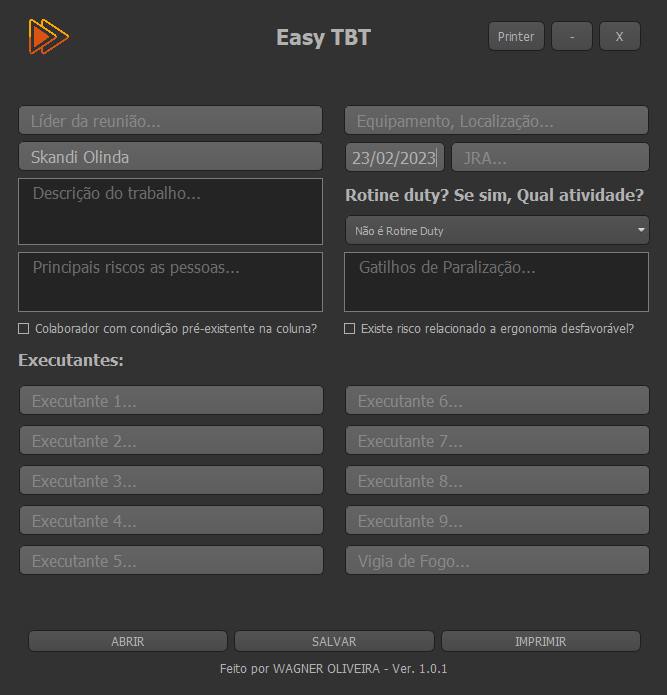 Easy TBT
Printer
-
X
Líder da reunião...
Equipamento, Localização...
Skandi Olinda
23/02/2023
JRA...
Descrição do trabalho...
Rotine duty? Se sim, Qual atividade?
Não é Rotine Duty
Principais riscos as pessoas...
Gatilhos de Paralização...
Colaborador com condição pré-existente na coluna?
Existe risco relacionado a ergonomia desfavorável?
Executantes:
Executante 1...
Executante 6...
Executante 2...
Executante 7...
Executante 3...
Executante 8...
Executante 4...
Executante 9...
Executante 5...
Vigia de Fogo...
ABRIR
SALVAR
IMPRIMIR
Feito por WAGNER OLIVEIRA - Ver. 1.0.1